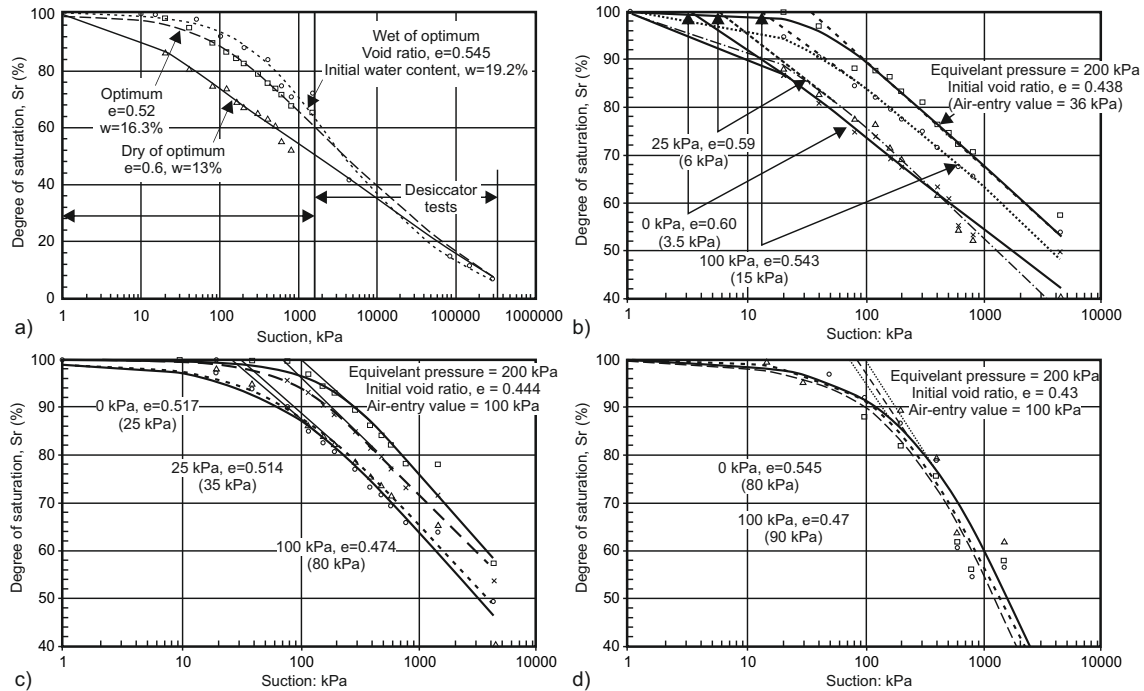 a)
Degree of saturation, Sr (%)
100
80
60
40
20
0
Wet of optimum
Void ratio, e=0.545
Initial water content, w=19.2%
Optimum
e=0.52
w=16.3%
Dry of optimum
e=0.6, w=13%
Desiccator
tests
1
10
100
1000
10000
100000
1000000
Suction, kPa
b)
Degree of saturation, Sr (%)
100
90
80
70
60
50
40
Equivelant pressure = 200 kPa
Initial void ratio, e = 0.438
(Air-entry value = 36 kPa)
25 kPa, e=0.59
(6 kPa)
0 kPa, e=0.60
(3.5 kPa)
100 kPa, e=0.543
(15 kPa)
1
10
100
1000
10000
Suction: kPa
c)
Degree of saturation, Sr (%)
100
90
80
70
60
50
40
Equivelant pressure = 200 kPa
Initial void ratio, e = 0.444
Air-entry value = 100 kPa
0 kPa, e=0.517
(25 kPa)
25 kPa, e=0.514
(35 kPa)
100 kPa, e=0.474
(80 kPa)
1
10
100
1000
10000
Suction: kPa
d)
Degree of saturation, Sr (%)
100
90
80
70
60
50
40
Equivelant pressure = 200 kPa
Initial void ratio, e = 0.43
Air-entry value = 100 kPa
0 kPa, e=0.545
(80 kPa)
100 kPa, e=0.47
(90 kPa)
1
10
100
1000
10000
Suction: kPa